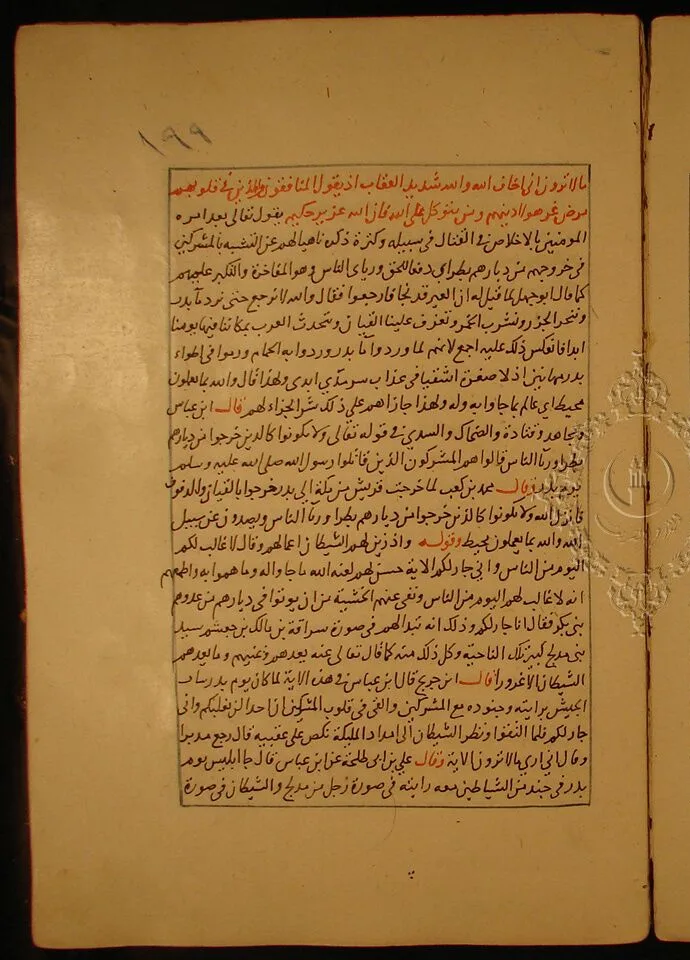 ١٩٩
ما لا ترون اني اخاف الله والله شديد العقاب اذ يقول المنافقون والذين في قلوبهم
مرض غر هولا دينهم ومن يتوكل على الله فان الله عزيز حكيم يقول تعالى بعد امره
المومنين بالاخلاص في القتال في سبيله وكثرة ذكره ناهيا لهم عن التشبه بالمشركين
في خروجهم من ديارهم بطرا اي دفعا للحق ورياى الناس وهو المفاخرة والتكبر عليهم
كما قال ابو جهل لما قيل له ان العير قد نجا فارجعوا فقال والله لا نرجع حتى نرد ما بدر
وننحر الجزر ونشرب الخمر وتعزف علينا القيان وتتحدث العرب بمكاننا فيها يومنا
ابدا فانعكس ذلك عليه اجمع لانهم لما وردوا ما بدر وردوا به الحمام ورموا في اطواء
بدر مهانين اذلا صغرة اشقيا في عذاب سرمدي ابدي ولهذا قال والله بما يعملون
محيط اي عالم بما جاوا به وله ولهذا جازاهم على ذلك شر الجزاء لهم قال ابن عباس
ومجاهد وقتادة والضحاك والسدي في قوله تعالى ولا تكونوا كالذين خرجوا من ديارهم
بطرا وريآ الناس قالوا هم المشركون الذين قاتلوا رسول الله صلى الله عليه وسلم
يوم بدر وقال محمد بن كعب لما خرجت قريش من مكة الى بدر خرجوا بالقيان والدفوف
فانزل الله ولا تكونوا كالذين خرجوا من ديارهم بطرا وريآ الناس ويصدون عن سبيل
الله والله بما يعملون محيط وقوله واذ زين لهم الشيطان اعمالهم وقال لا غالب لكم
اليوم من الناس واني جار لكم الاية حسن لهم لعنه الله ما جاوا له وما هموا به واطمعهم
انه لا غالب لهم اليوم من الناس ونفى عنهم الخشية من ان يوتوا في ديارهم من عدوهم
بني بكر فقال انا جار لكم وذلك انه تبدا لهم في صورة سراقة بن مالك بن جعشم سيد
بني مدلج كبير تلك الناحية وكل ذلك منه كما قال تعالى عنه يعدهم ويمنيهم وما يعدهم
الشيطان الا غرورا قال ابن جريج قال ابن عباس في هذه الاية لما كان يوم بدر سار
الجيش برايته وجنوده مع المشركين والقى في قلوب المشركين ان احدا لن يغلبكم واني
جار لكم فلما التقوا ونظر الشيطان الى امداد الملئكة نكص على عقبيه قال رجع مدبرا
وقال اني ارى ما لا ترون الاية وقال علي بن ابي طلحة عن ابن عباس قال جا ابليس يوم
بدر في جند من الشياطين معه رايته في صورة رجل من مدلج والشيطان في صورة